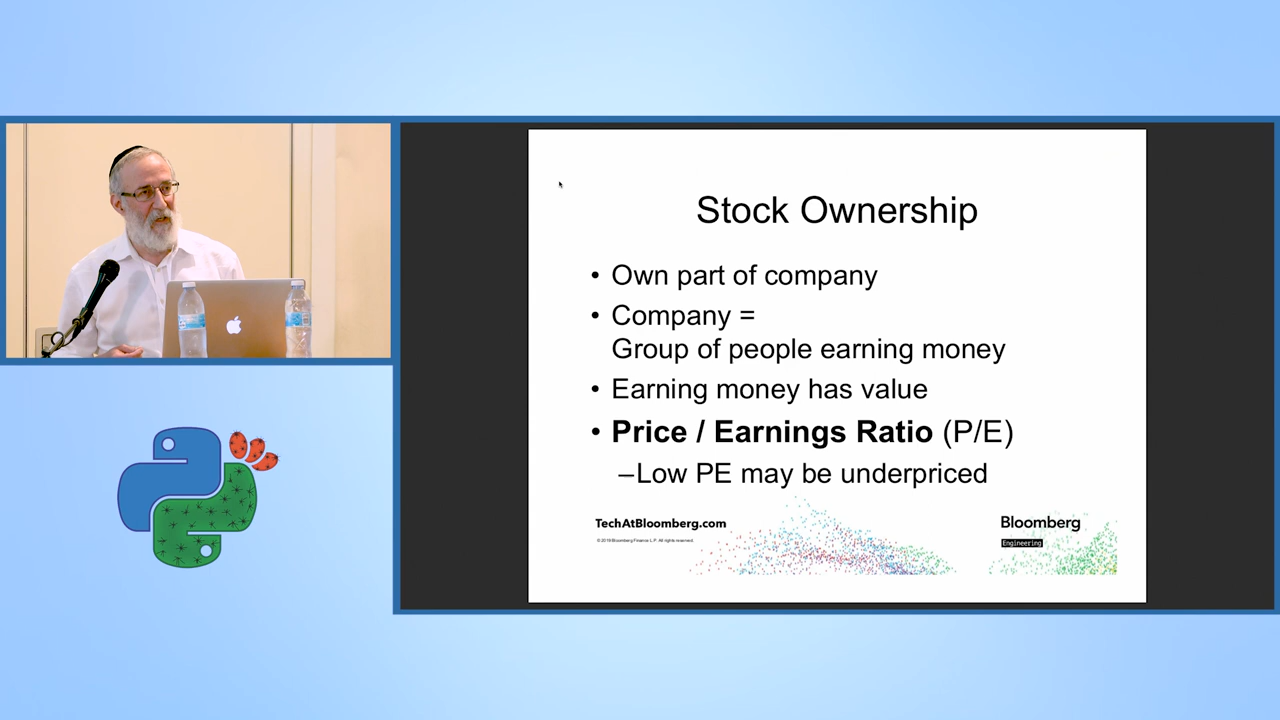 Stock Ownership
• Own part of company
• Company =
Group of people earning money
• Earning money has value
• Price / Earnings Ratio (P/E)
–Low PE may be underpriced
TechAtBloomberg.com
© 2018 Bloomberg Finance L.P. All rights reserved.
Bloomberg
Engineering